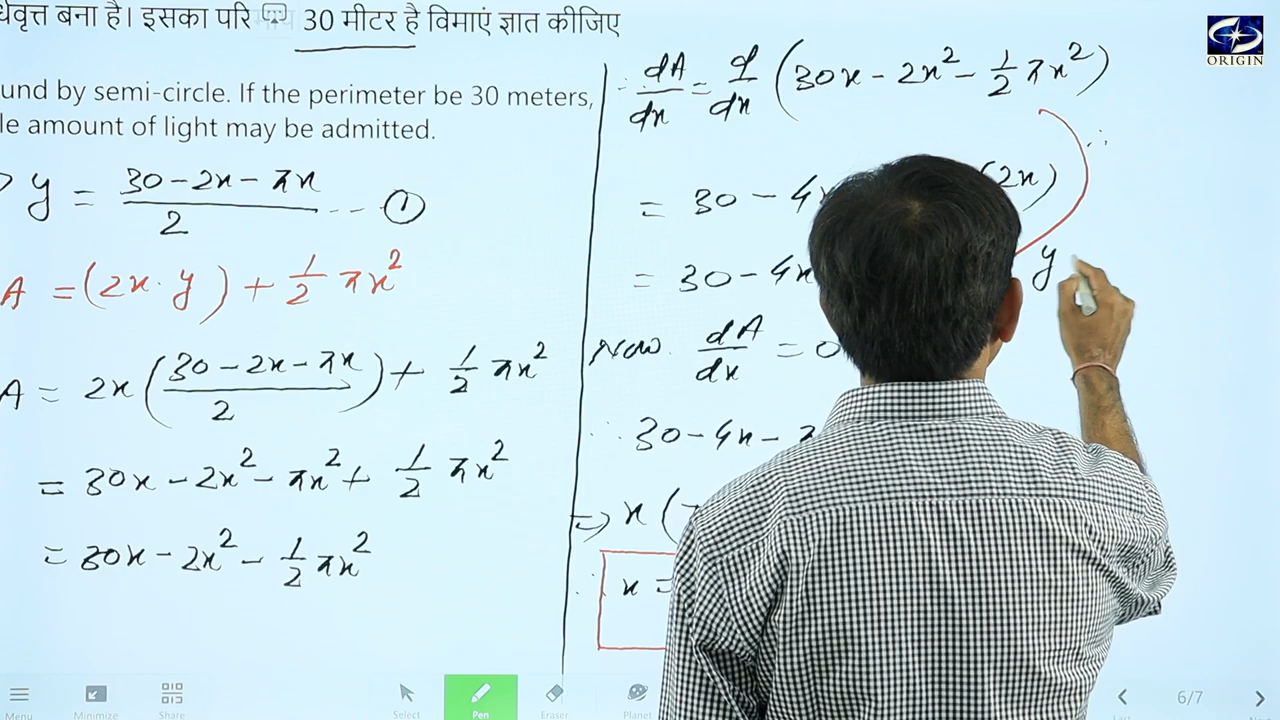 धवृत्त बना है। इसका परि 30 मीटर है विमाएं ज्ञात कीजिए
und by semi-circle. If the perimeter be 30 meters,
le amount of light may be admitted.
y = (30 - 2x - πx)/2 --- ①
A = (2x·y) + 1/2 πx²
A = 2x((30 - 2x - πx)/2) + 1/2 πx²
= 30x - 2x² - πx² + 1/2 πx²
= 30x - 2x² - 1/2 πx²
∴ dA/dx = d/dx (30x - 2x² - 1/2 πx²)
= 30 - 4x (2x)
= 30 - 4x
Now dA/dx = 0
∴ 30 - 4x -
=> x (
∴ x =
∴
y
ORIGIN
Menu Minimize Share Select Pen Eraser Planet 6/7